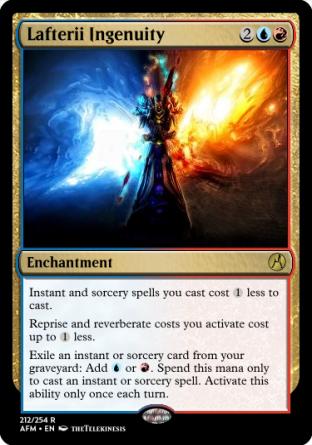 Lafterii Ingenuity 2
Enchantment
Instant and sorcery spells you cast cost 1 less to
cast.
Reprise and reverberate costs you activate cost
up to 1 less.
Exile an instant or sorcery card from your
graveyard: Add or . Spend this mana only
to cast an instant or sorcery spell. Activate this
ability only once each turn.
212/254 R
AFM • EN theTelekinesis